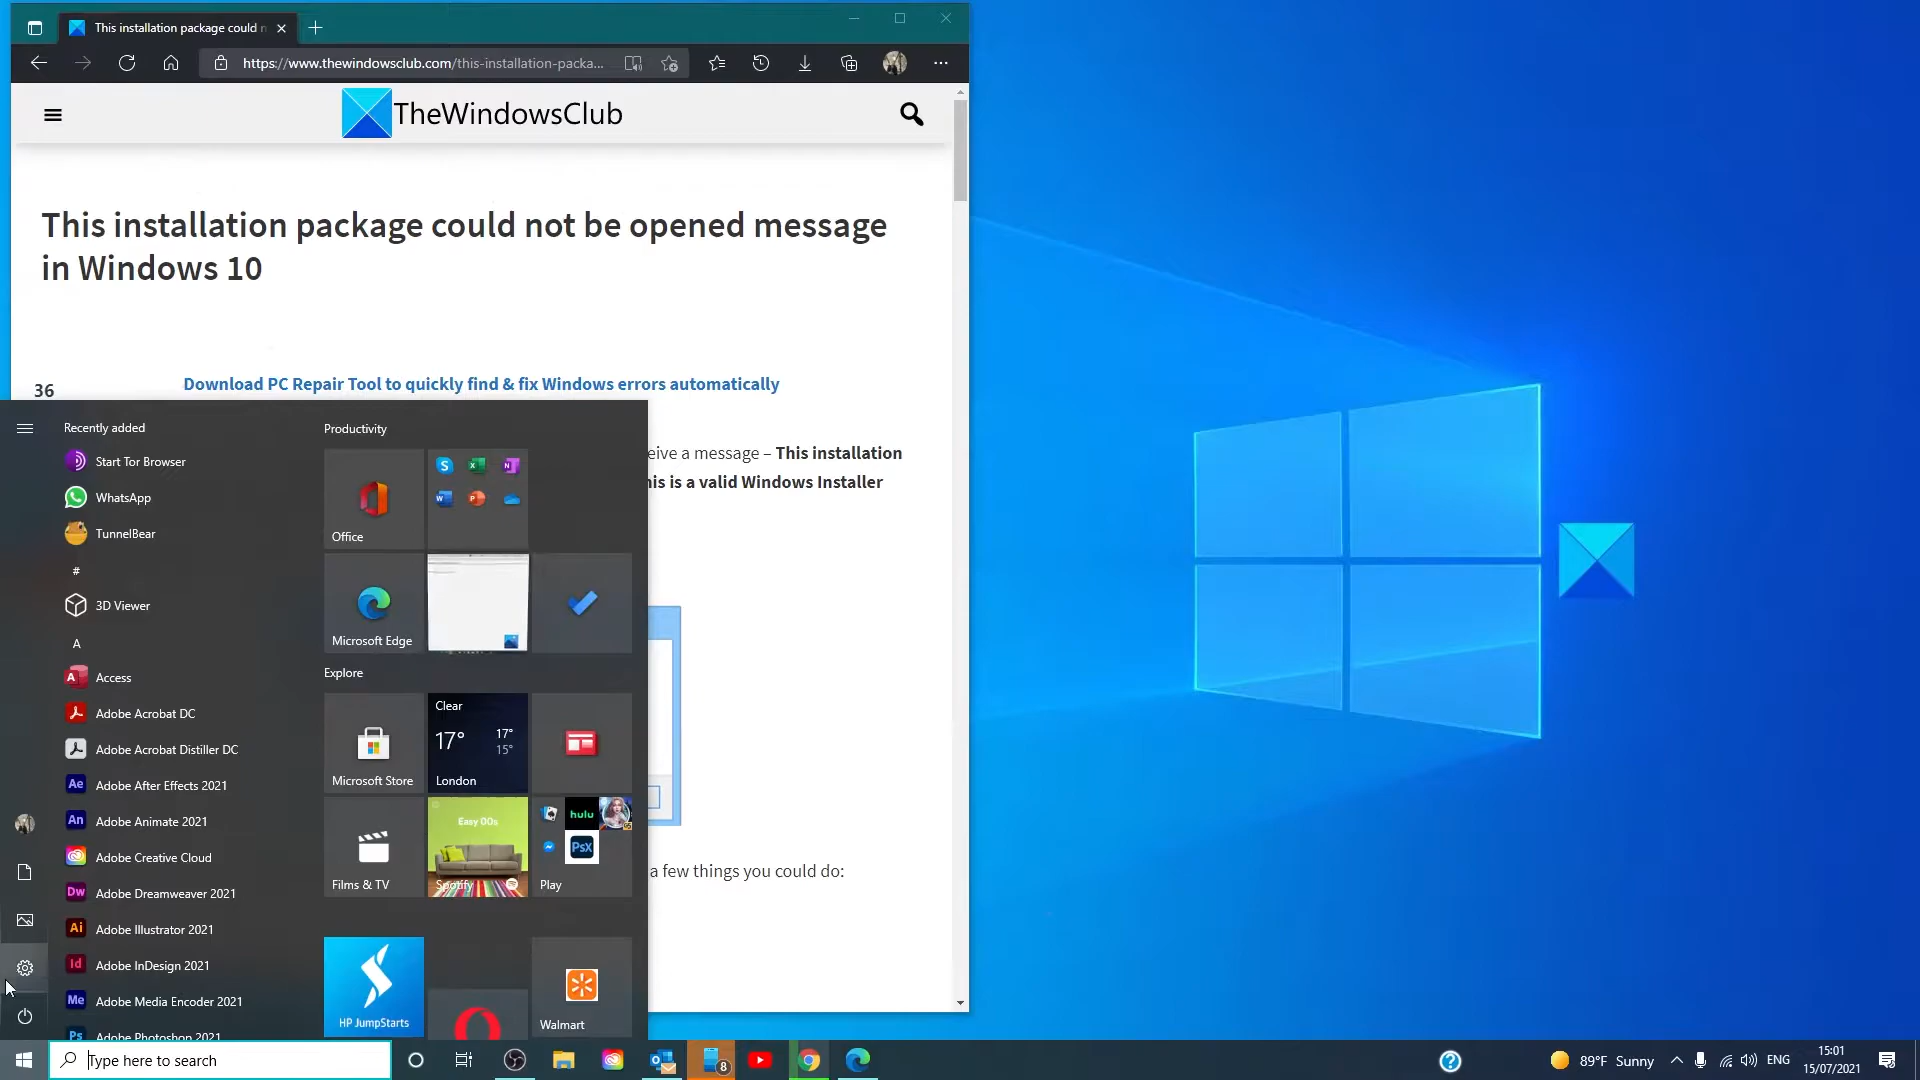 This installation package could n
https://www.thewindowsclub.com/this-installation-packa...
TheWindowsClub
This installation package could not be opened message
in Windows 10
36
Download PC Repair Tool to quickly find & fix Windows errors automatically
eive a message – This installation
his is a valid Windows Installer
a few things you could do:
Recently added
Start Tor Browser
WhatsApp
TunnelBear
#
3D Viewer
A
Access
Adobe Acrobat DC
Adobe Acrobat Distiller DC
Adobe After Effects 2021
Adobe Animate 2021
Adobe Creative Cloud
Adobe Dreamweaver 2021
Adobe Illustrator 2021
Adobe InDesign 2021
Adobe Media Encoder 2021
Adobe Photoshop 2021
Productivity
Office
Microsoft Edge
Explore
Microsoft Store
Clear
17° 17°
15°
London
Films & TV
Easy 00s
Spotify
hulu
PsX
Play
HP JumpStarts
Walmart
Type here to search
8
89°F Sunny
ENG
15:01
15/07/2021